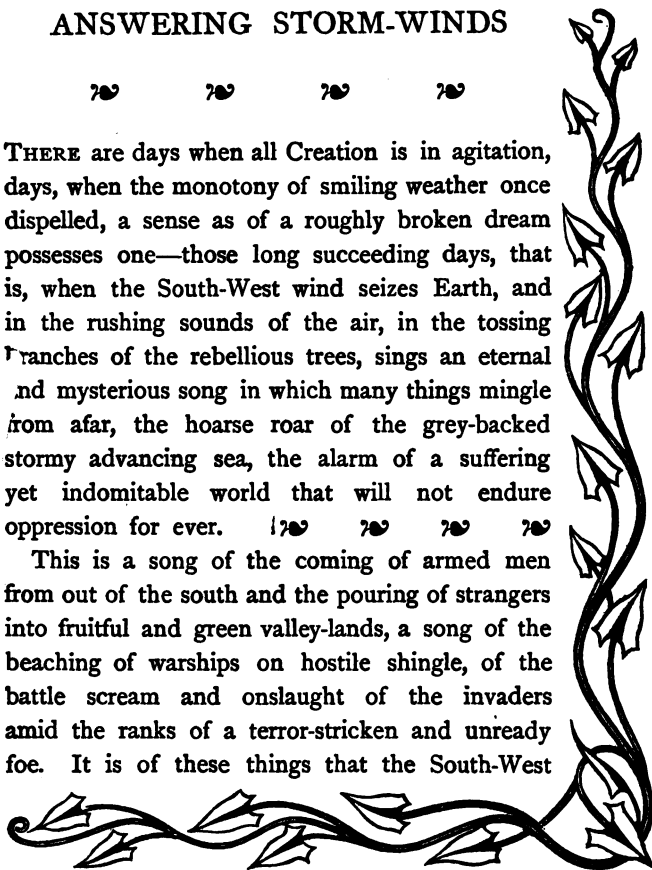 ANSWERING STORM-WINDS
THERE are days when all Creation is in agitation,
days, when the monotony of smiling weather once
dispelled, a sense as of a roughly broken dream
possesses one—those long succeeding days, that
is, when the South-West wind seizes Earth, and
in the rushing sounds of the air, in the tossing
branches of the rebellious trees, sings an eternal
and mysterious song in which many things mingle
from afar, the hoarse roar of the grey-backed
stormy advancing sea, the alarm of a suffering
yet indomitable world that will not endure
oppression for ever.
This is a song of the coming of armed men
from out of the south and the pouring of strangers
into fruitful and green valley-lands, a song of the
beaching of warships on hostile shingle, of the
battle scream and onslaught of the invaders
amid the ranks of a terror-stricken and unready
foe. It is of these things that the South-West